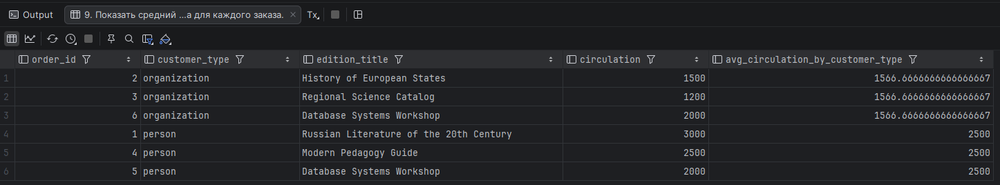 Output 9. Показать средний ...а для каждого заказа. × Tx
order_id customer_type edition_title circulation avg_circulation_by_customer_type
1 2 organization History of European States 1500 1566.6666666666666667
2 3 organization Regional Science Catalog 1200 1566.6666666666666667
3 6 organization Database Systems Workshop 2000 1566.6666666666666667
4 1 person Russian Literature of the 20th Century 3000 2500
5 4 person Modern Pedagogy Guide 2500 2500
6 5 person Database Systems Workshop 2000 2500